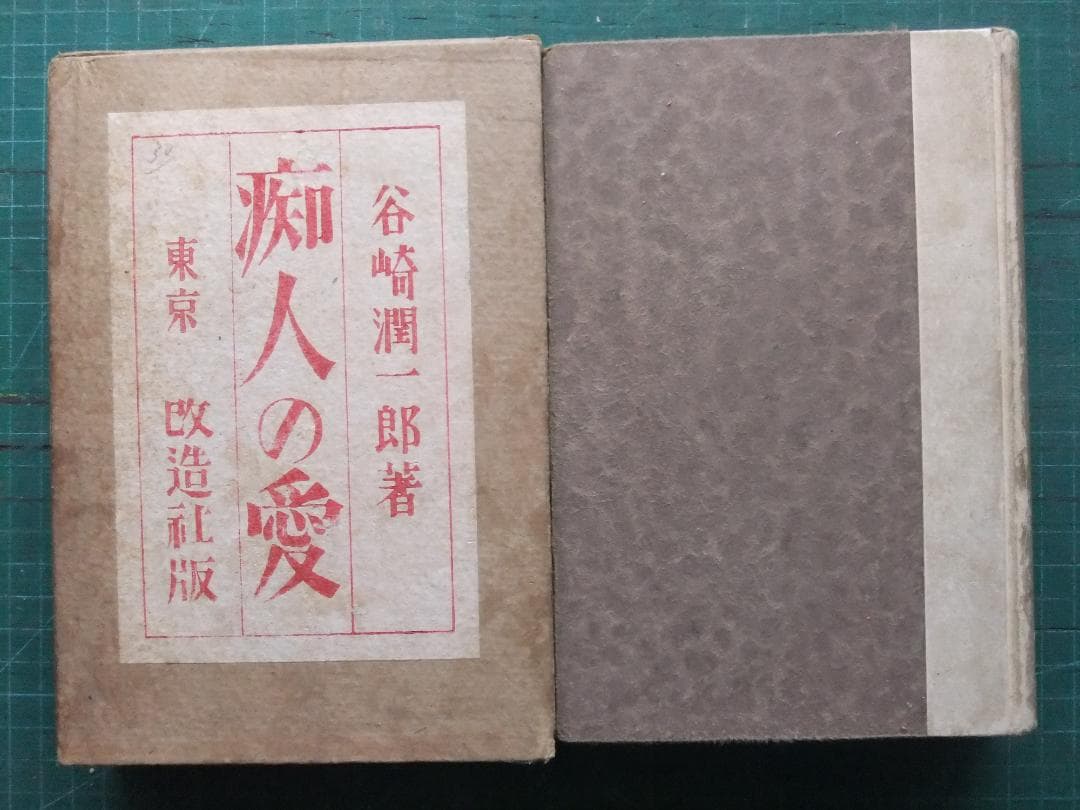 谷崎潤一郎著
痴人の愛
東京 改造社版